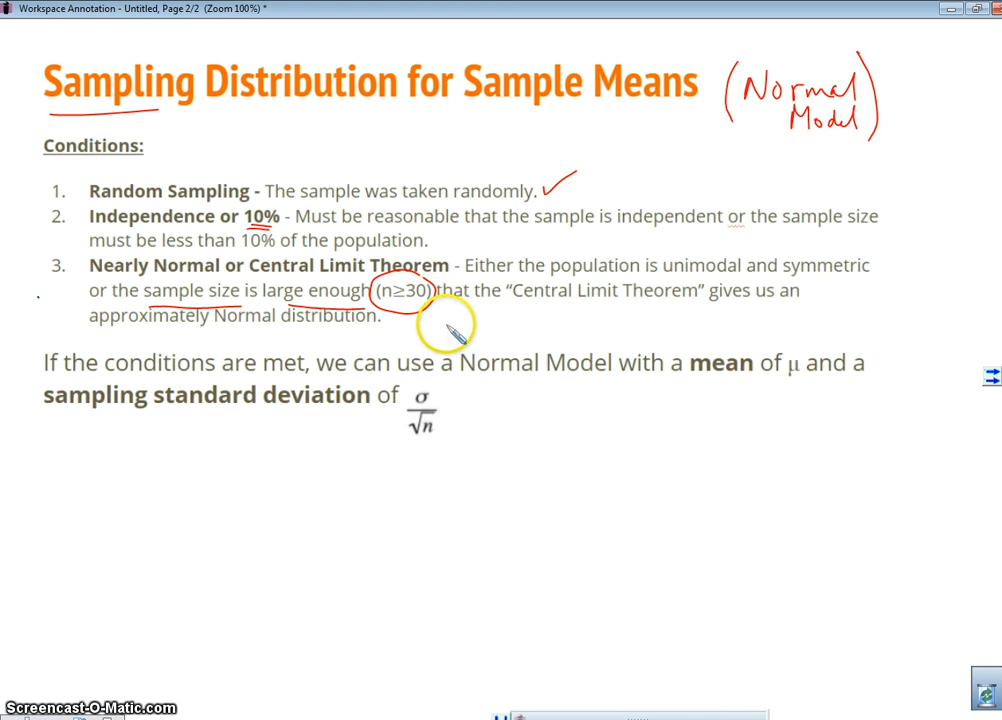 Workspace Annotation - Untitled, Page 2/2 (Zoom 100%) *
Sampling Distribution for Sample Means (Normal
Model)
Conditions:
1. Random Sampling - The sample was taken randomly. ✓
2. Independence or 10% - Must be reasonable that the sample is independent or the sample size
must be less than 10% of the population.
3. Nearly Normal or Central Limit Theorem - Either the population is unimodal and symmetric
or the sample size is large enough (n≥30) that the “Central Limit Theorem” gives us an
approximately Normal distribution.
If the conditions are met, we can use a Normal Model with a mean of μ and a
sampling standard deviation of σ/√n
Screencast-O-Matic.com